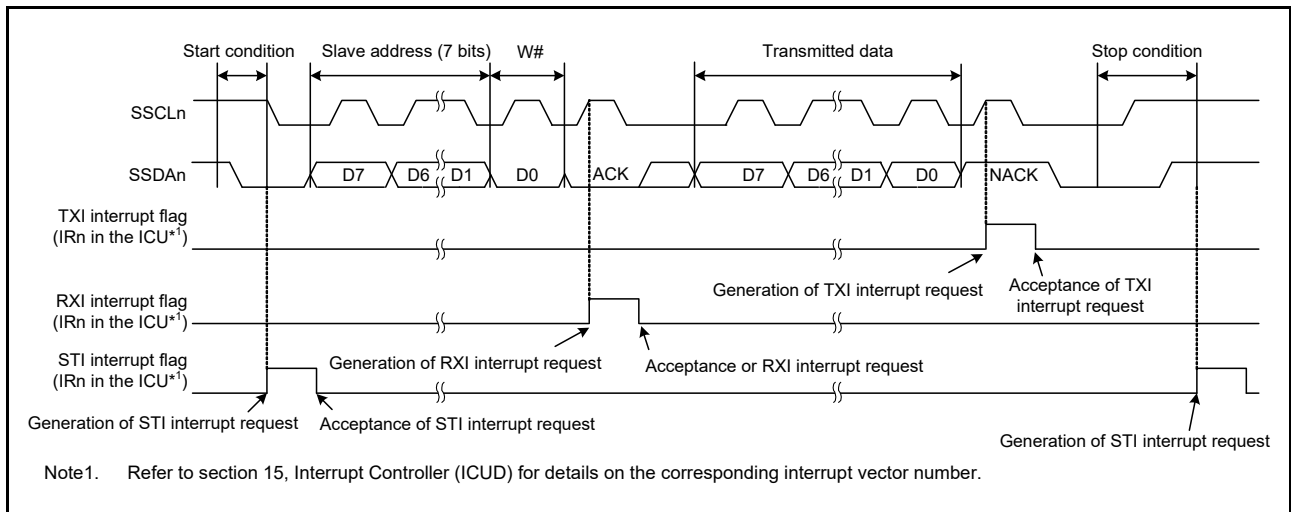 Start condition
Slave address (7 bits)
W#
Transmitted data
Stop condition
SSCLn
SSDAn
D7
D6
D1
D0
ACK
D7
D6
D1
D0
NACK
TXI interrupt flag
(IRn in the ICU*1)
Generation of TXI interrupt request
Acceptance of TXI
interrupt request
RXI interrupt flag
(IRn in the ICU*1)
Generation of RXI interrupt request
Acceptance or RXI interrupt request
STI interrupt flag
(IRn in the ICU*1)
Generation of STI interrupt request
Acceptance of STI interrupt request
Generation of STI interrupt request
Note1. Refer to section 15, Interrupt Controller (ICUD) for details on the corresponding interrupt vector number.